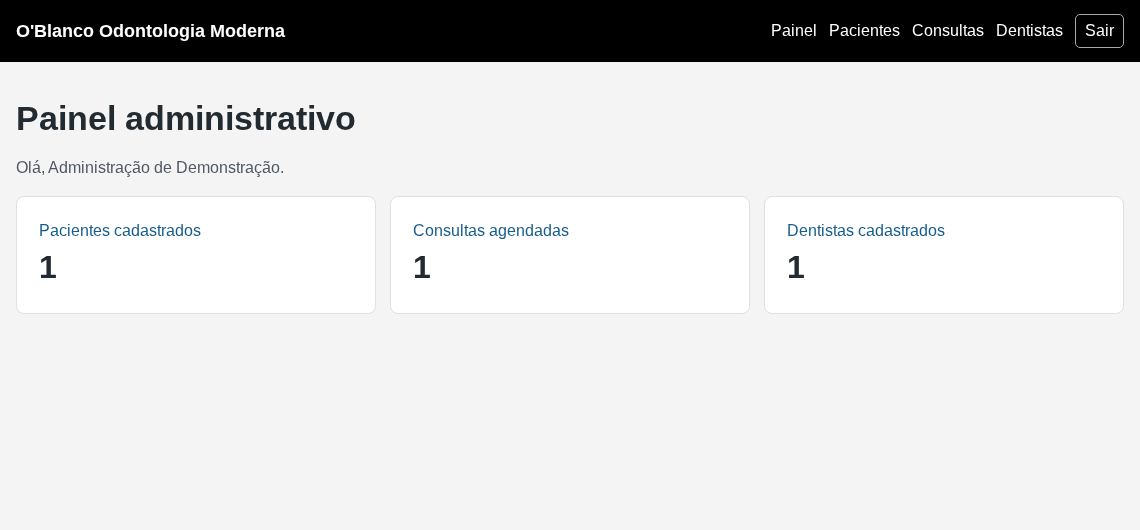 O'Blanco Odontologia Moderna
Painel Pacientes Consultas Dentistas Sair
Painel administrativo
Olá, Administração de Demonstração.
Pacientes cadastrados
1
Consultas agendadas
1
Dentistas cadastrados
1